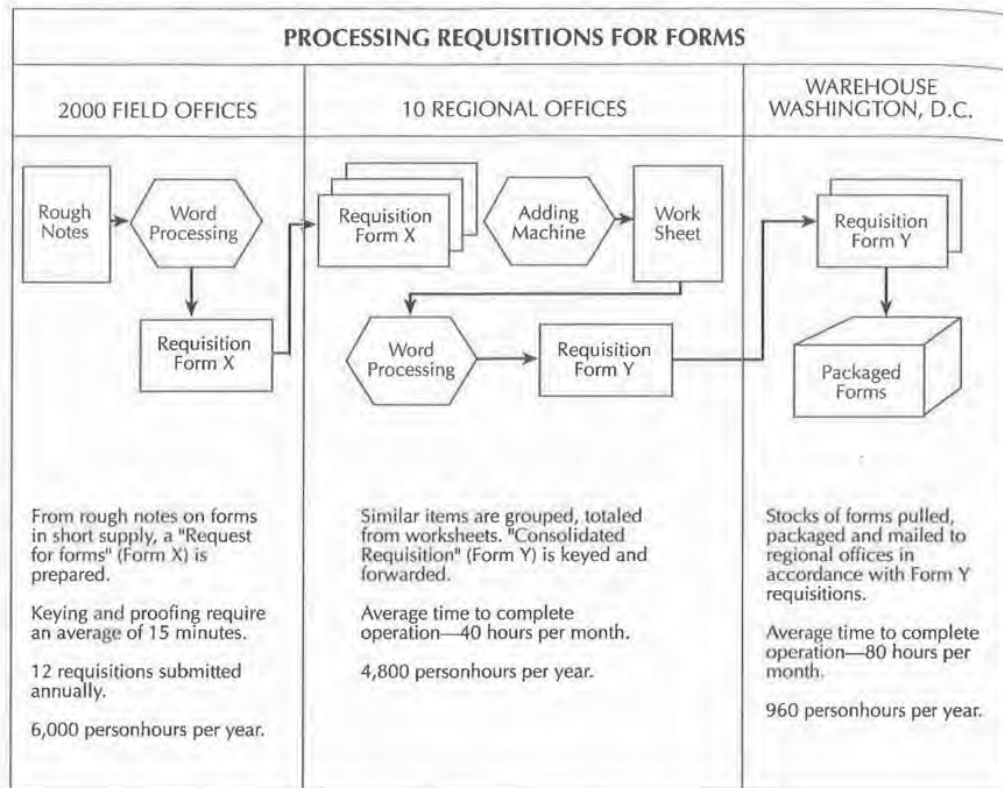 PROCESSING REQUISITIONS FOR FORMS
2000 FIELD OFFICES
10 REGIONAL OFFICES
WAREHOUSE
WASHINGTON, D.C.
Rough
Notes
Word
Processing
Requisition
Form X
Requisition
Form X
Adding
Machine
Work
Sheet
Word
Processing
Requisition
Form Y
Requisition
Form Y
Packaged
Forms
From rough notes on forms
in short supply, a "Request
for forms" (Form X) is
prepared.
Keying and proofing require
an average of 15 minutes.
12 requisitions submitted
annually.
6,000 personhours per year.
Similar items are grouped, totaled
from worksheets. "Consolidated
Requisition" (Form Y) is keyed and
forwarded.
Average time to complete
operation—40 hours per month.
4,800 personhours per year.
Stocks of forms pulled,
packaged and mailed to
regional offices in
accordance with Form Y
requisitions.
Average time to complete
operation—80 hours per
month.
960 personhours per year.